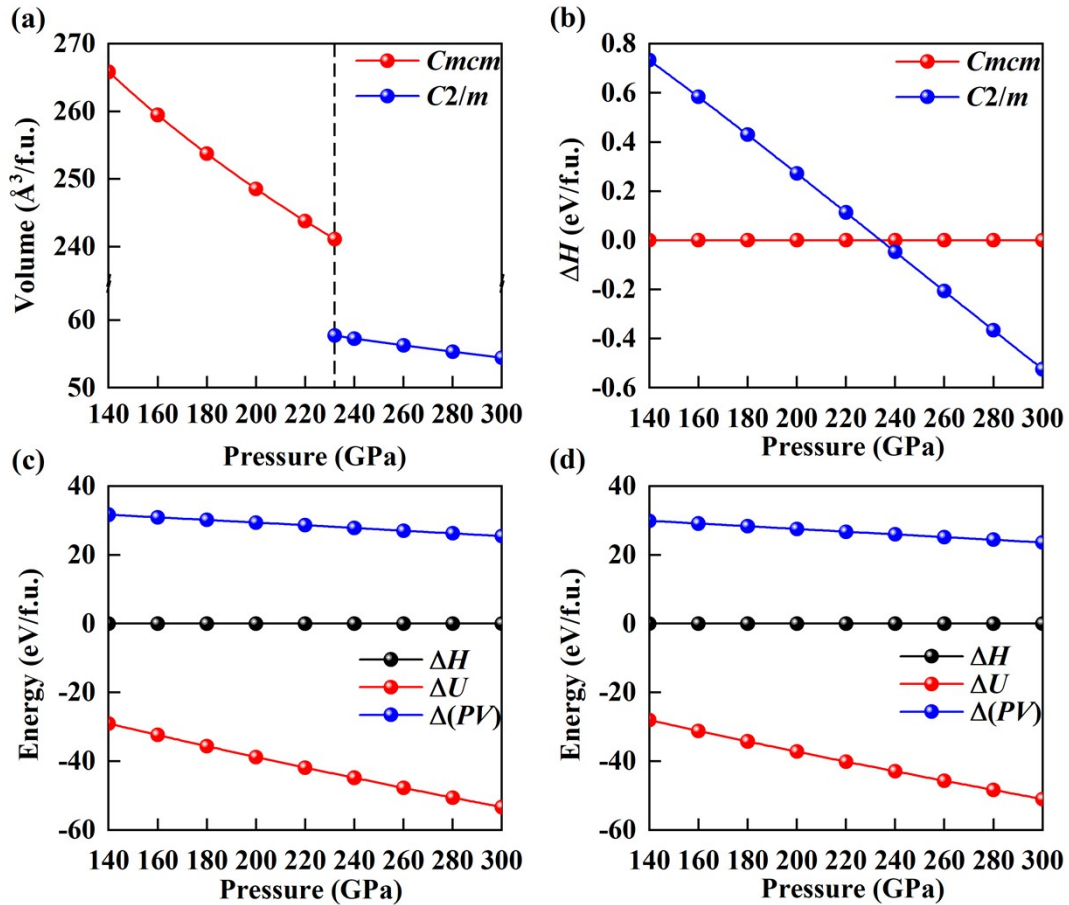 (a)
270
260
250
240
60
50
Volume (Å³/f.u.)
Cmcm
C2/m
140 160 180 200 220 240 260 280 300
Pressure (GPa)
(b)
0.8
0.6
0.4
0.2
0.0
-0.2
-0.4
-0.6
ΔH (eV/f.u.)
Cmcm
C2/m
140 160 180 200 220 240 260 280 300
Pressure (GPa)
(c)
40
20
0
-20
-40
-60
Energy (eV/f.u.)
ΔH
ΔU
Δ(PV)
140 160 180 200 220 240 260 280 300
Pressure (GPa)
(d)
40
20
0
-20
-40
-60
Energy (eV/f.u.)
ΔH
ΔU
Δ(PV)
140 160 180 200 220 240 260 280 300
Pressure (GPa)